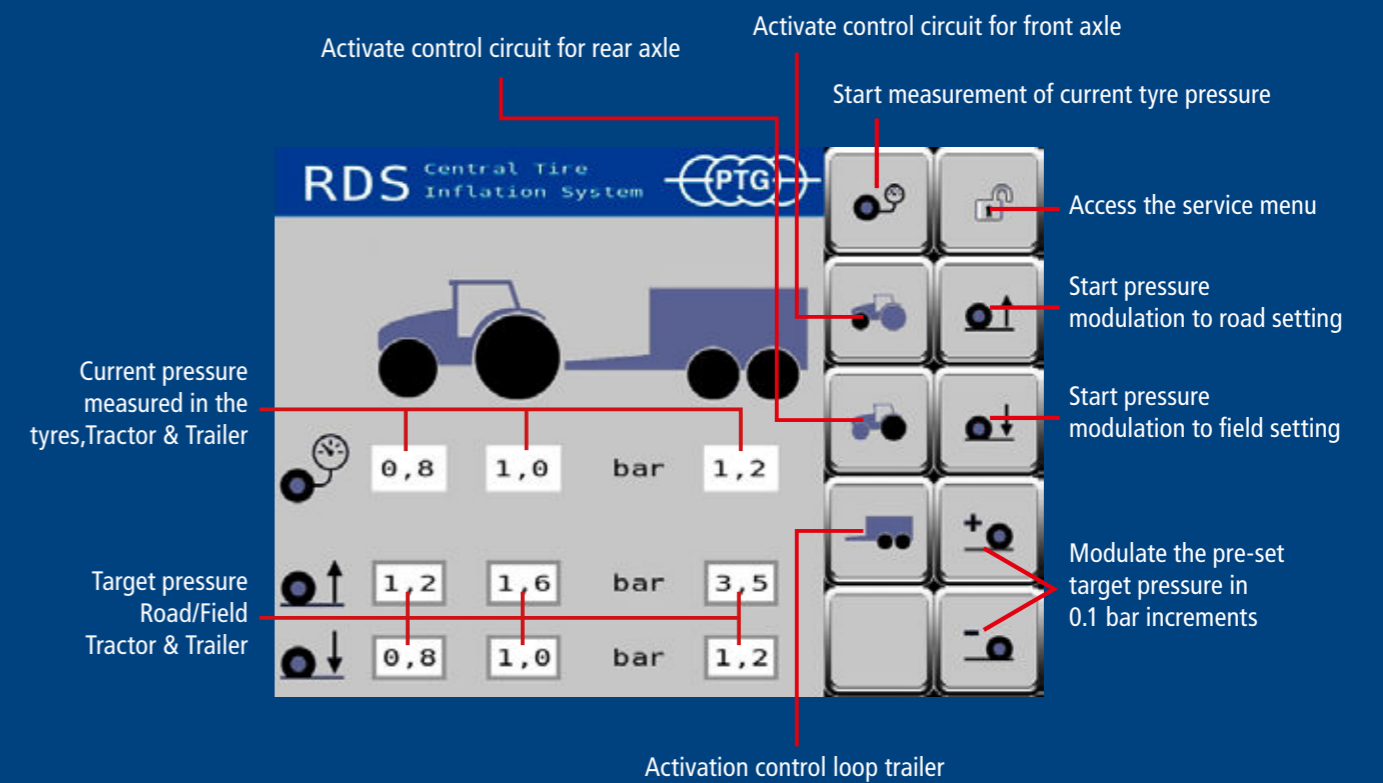 Activate control circuit for front axle
Activate control circuit for rear axle
Start measurement of current tyre pressure
RDS Central Tire
Inflation System
PTG
Access the service menu
Start pressure
modulation to road setting
Current pressure
measured in the
tyres,Tractor & Trailer
Start pressure
modulation to field setting
0,8 1,0 bar 1,2
Target pressure
Road/Field
Tractor & Trailer
1,2 1,6 bar 3,5
0,8 1,0 bar 1,2
+
-
Modulate the pre-set
target pressure in
0.1 bar increments
Activation control loop trailer